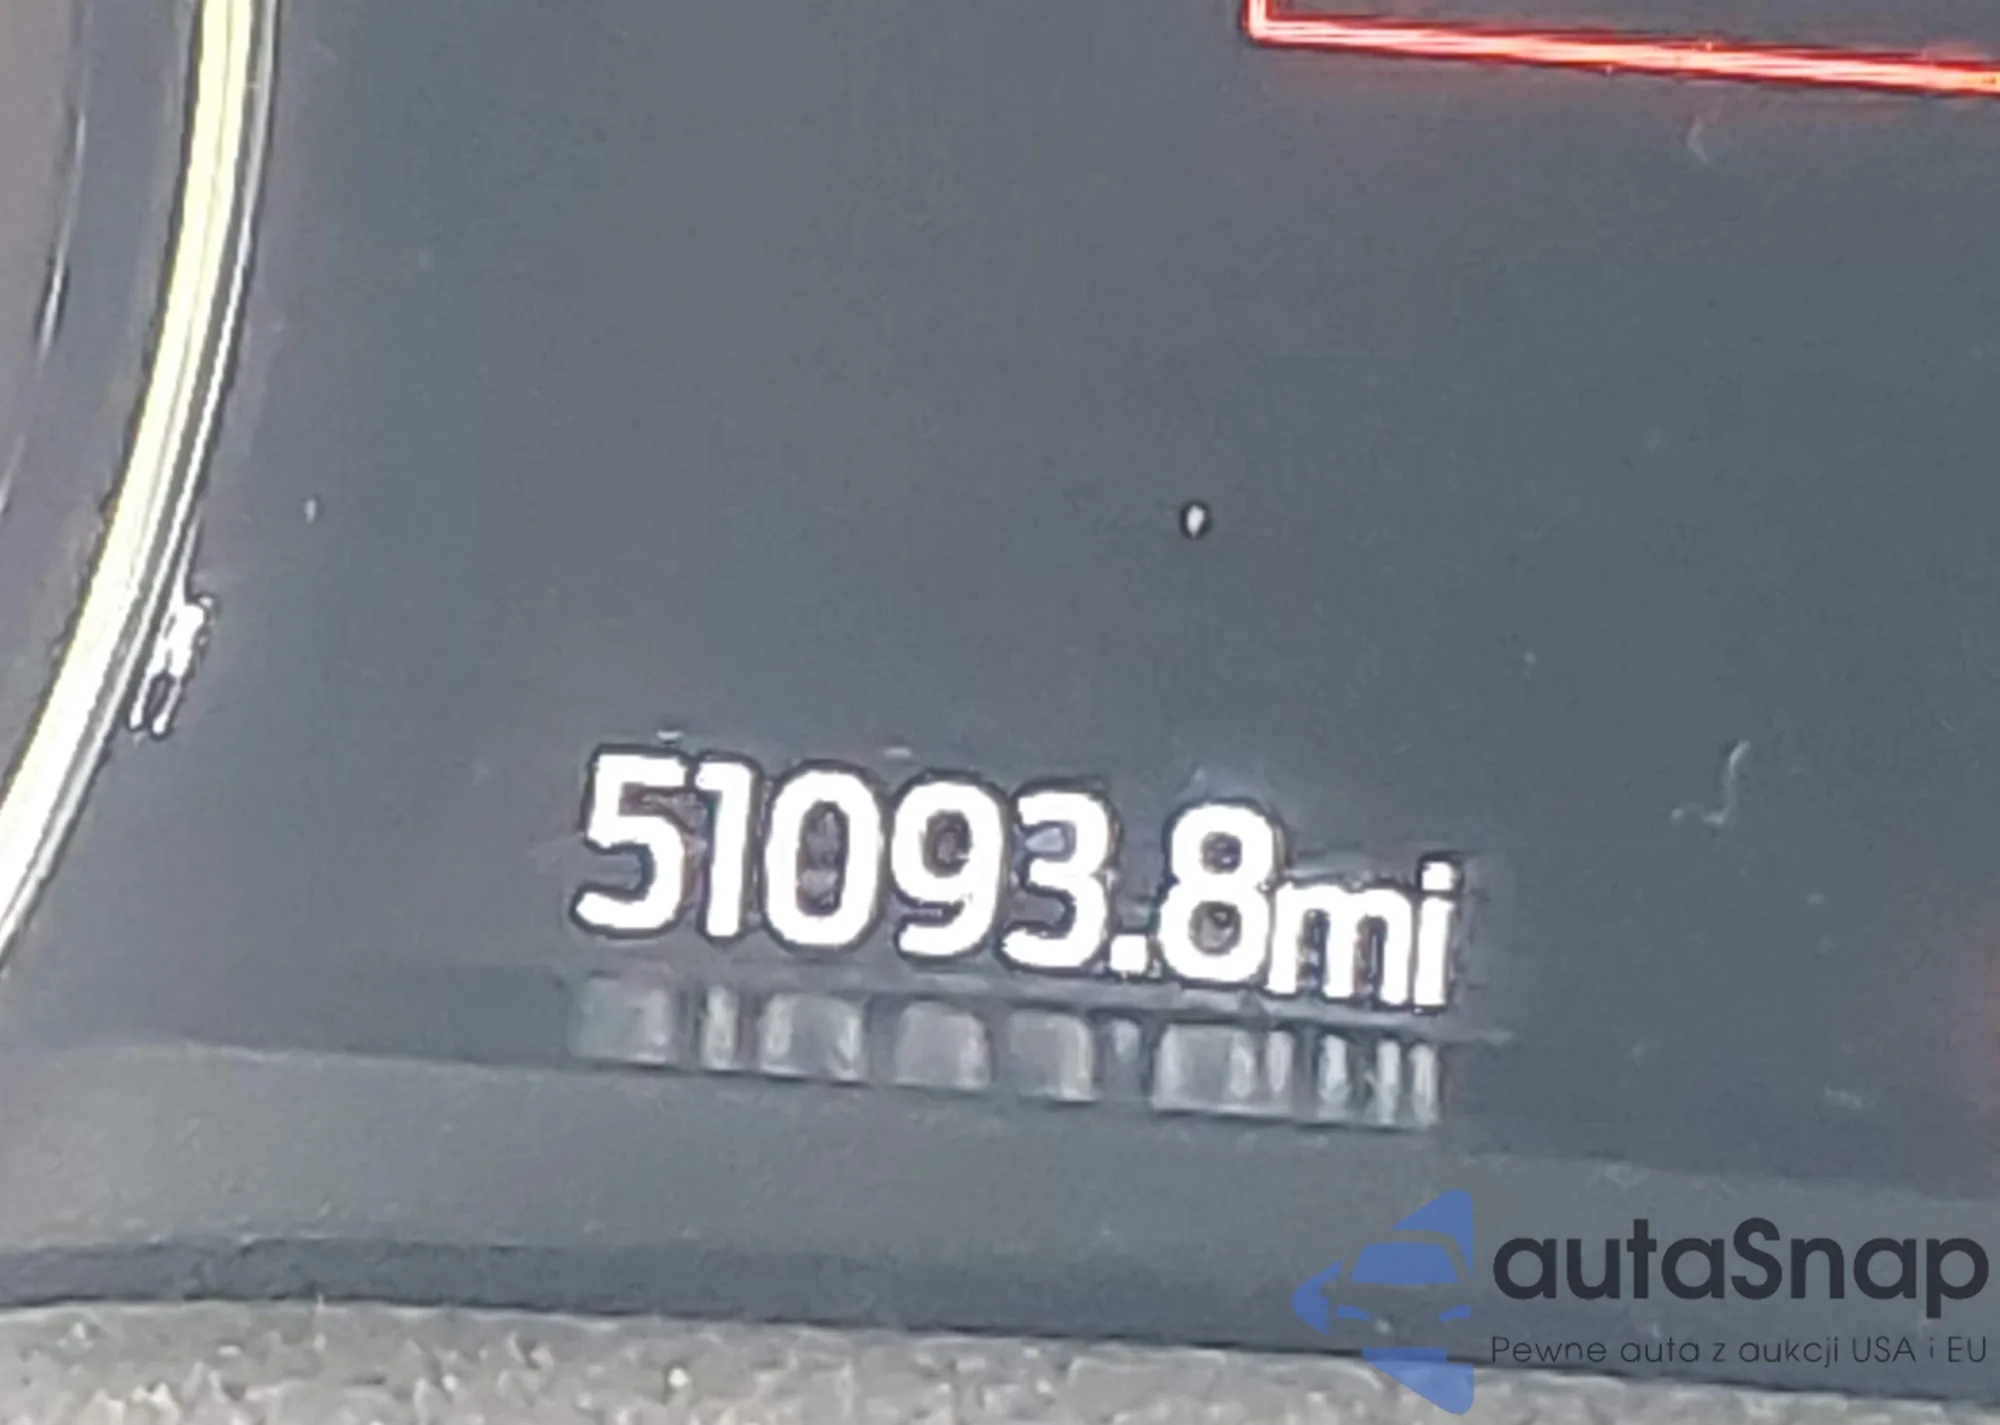 51093.8mi
autaSnap
Pewne auta z aukcji USA i EU